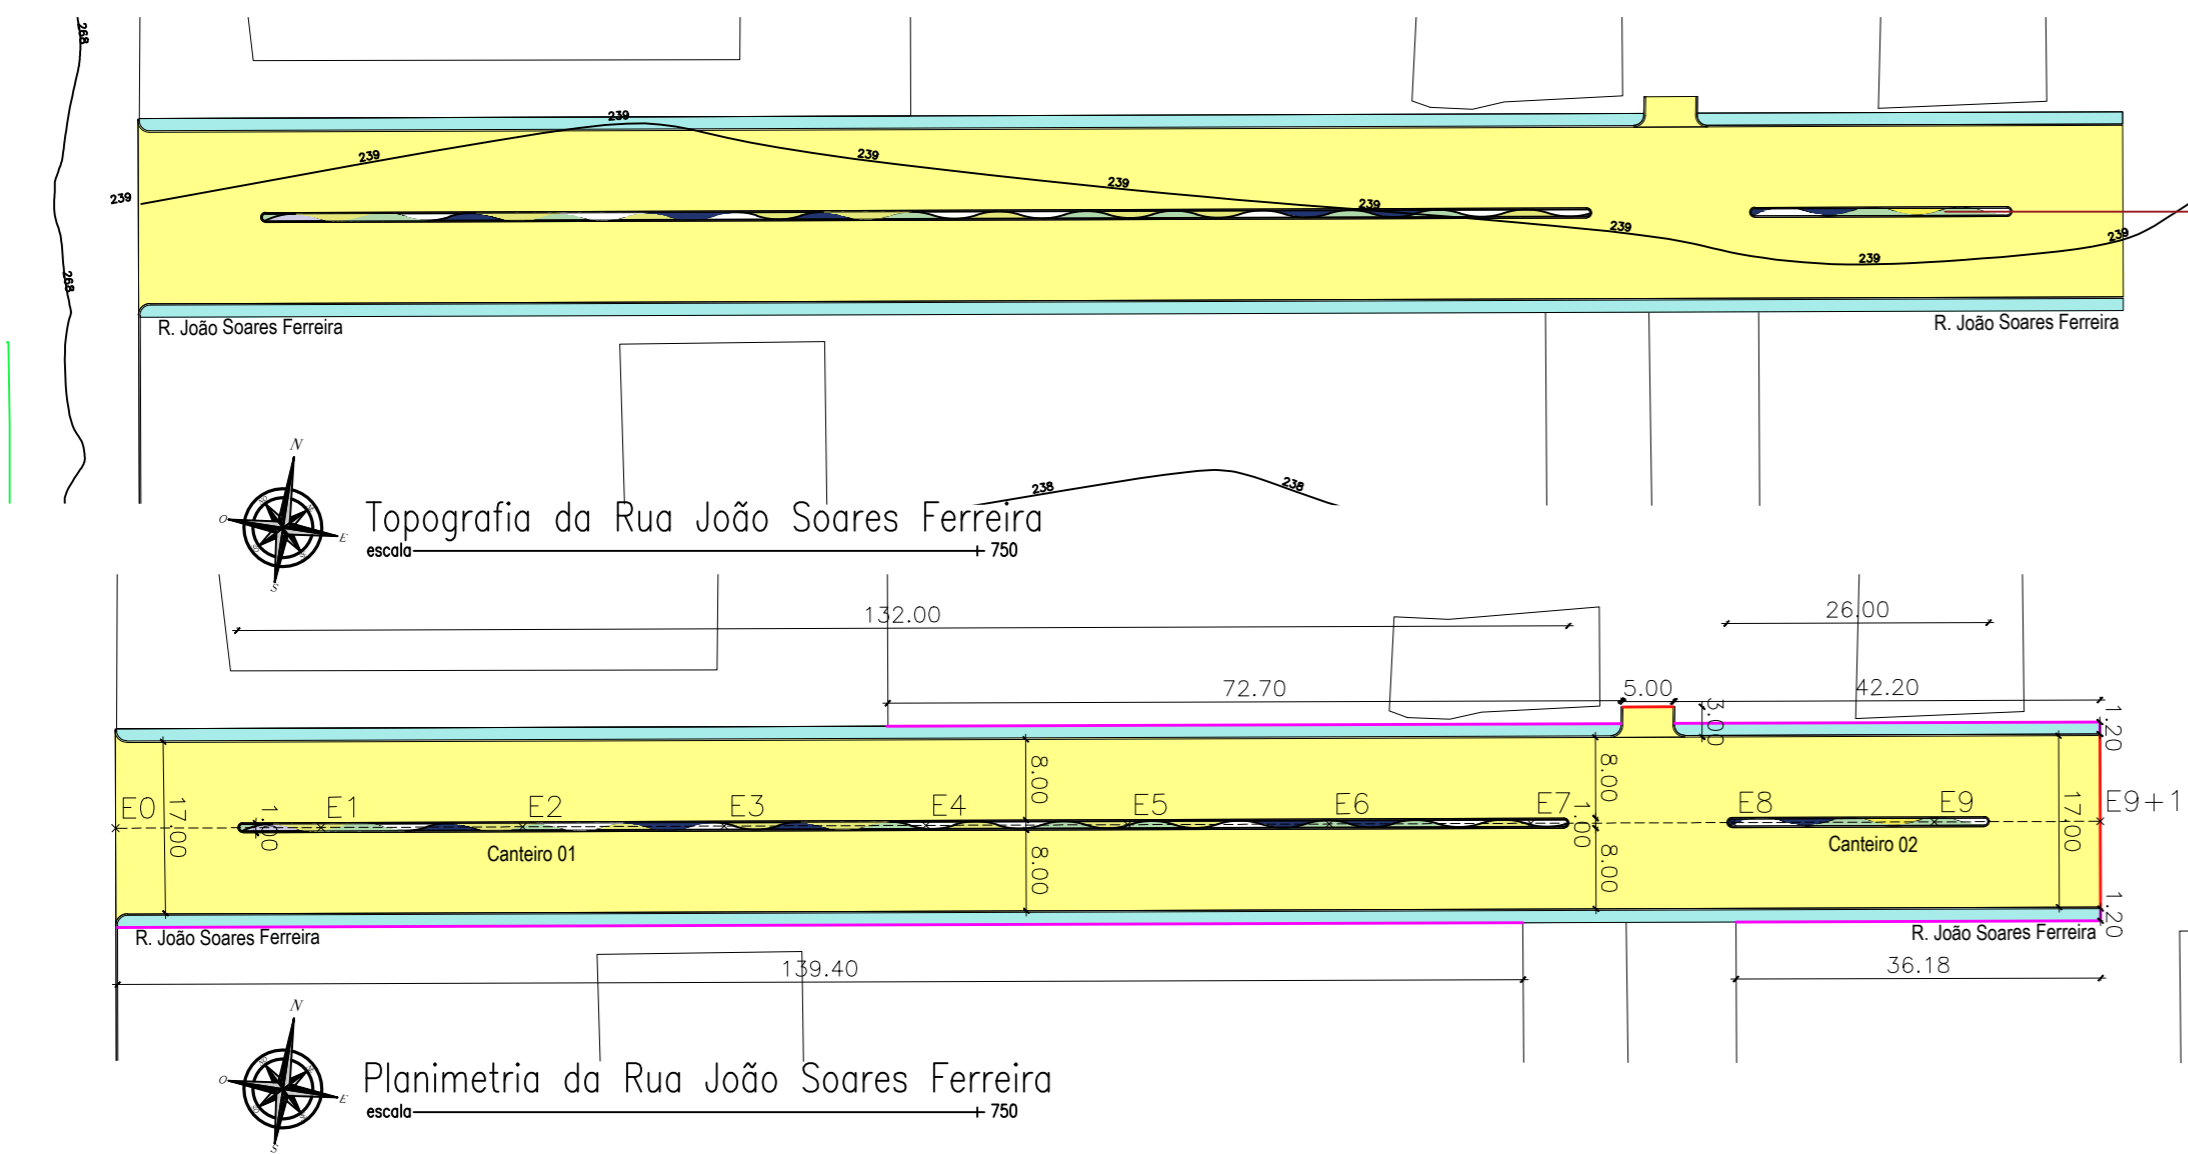 268
239
239
239
239
239
239
239
239
239
268
R. João Soares Ferreira
R. João Soares Ferreira
238
238
N
O
E
S
Topografia da Rua João Soares Ferreira
escala 750
132.00
26.00
72.70
5.00
42.20
3.00
1.20
8.00
8.00
E0
17.00
1.00
E1
E2
E3
E4
E5
E6
E7
1.00
E8
E9
17.00
E9+1
Canteiro 01
8.00
8.00
Canteiro 02
1.20
R. João Soares Ferreira
R. João Soares Ferreira
139.40
36.18
N
O
E
S
Planimetria da Rua João Soares Ferreira
escala 750